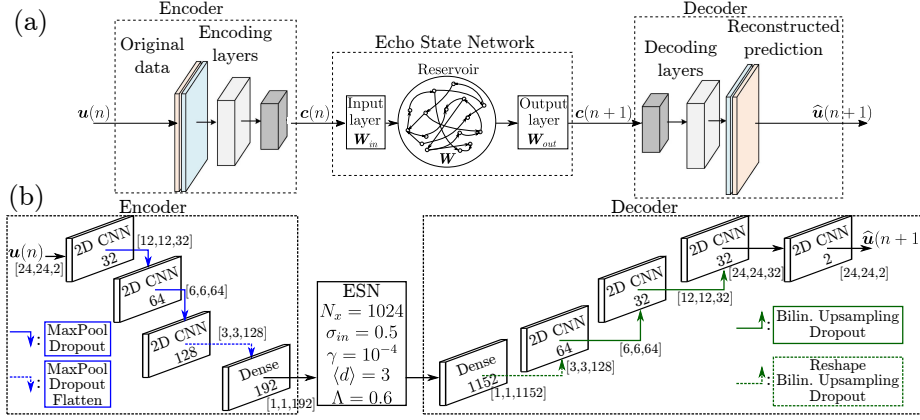 (a)
Encoder
Original
data
Encoding
layers
u(n)
c(n)
Echo State Network
Input
layer
W_in
Reservoir
W
Output
layer
W_out
c(n+1)
Decoder
Decoding
layers
Reconstructed
prediction
û(n+1)
(b)
Encoder
u(n)
[24,24,2]
2D CNN
32
[12,12,32]
2D CNN
64
[6,6,64]
2D CNN
128
[3,3,128]
Dense
192
[1,1,192]
: MaxPool
Dropout
: MaxPool
Dropout
Flatten
ESN
N_x = 1024
σ_in = 0.5
γ = 10^-4
⟨d⟩ = 3
Λ = 0.6
Decoder
Dense
1152
[1,1,1152]
2D CNN
64
[3,3,128]
2D CNN
32
[6,6,64]
2D CNN
32
[12,12,32]
[24,24,32]
2D CNN
2
û(n+1
[24,24,2]
: Bilin. Upsampling
Dropout
: Reshape
Bilin. Upsampling
Dropout